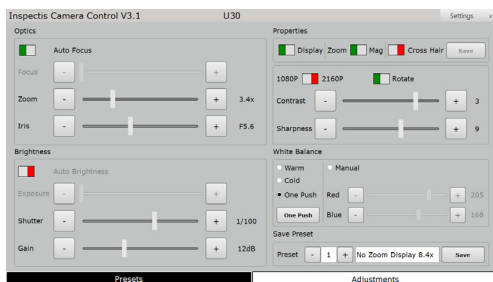 Inspectis Camera Control V3.1 U30 Settings
Optics
Auto Focus
Focus - +
Zoom - + 3.4x
Iris - + F5.6
Brightness
Auto Brightness
Exposure - +
Shutter - + 1/100
Gain - + 12dB
Properties
Display Zoom Mag Cross Hair Save
1080P 2160P Rotate
Contrast - + 3
Sharpness - + 9
White Balance
Warm Manual
Cold
One Push Red - + 205
One Push Blue - + 168
Save Preset
Preset - 1 + No Zoom Display 8.4x Save
Presets Adjustments